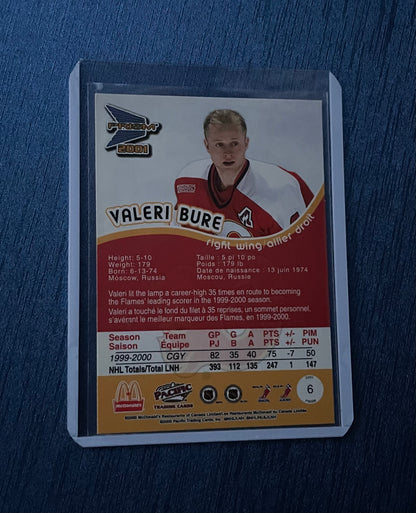 PRISM
2001
VALERI BURE
right wing/ailier droit
Height: 5-10
Weight: 179
Born: 6-13-74
Moscow, Russia
Taille : 5 pi 10 po
Poids : 179 lb
Date de naissance : 13 juin 1974
Moscou, Russie
Valeri lit the lamp a career-high 35 times en route to becoming
the Flames' leading scorer in the 1999-2000 season.
Valeri a touché le fond du filet à 35 reprises, un sommet personnel,
s'avérant le meilleur marqueur des Flames, en 1999-2000.
Season Team GP G A PTS +/- PIM
Saison Équipe PJ B A PTS +/- PUN
1999-2000 CGY 82 35 40 75 -7 50
NHL Totals/Total LNH 393 112 135 247 1 147
McDonald's
PACIFIC
TRADING CARDS
NHL
6